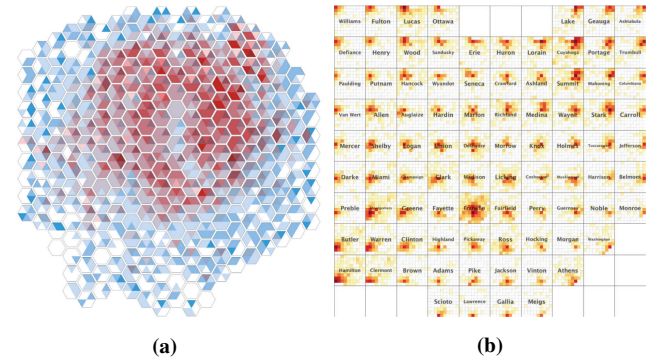 Williams Fulton Lucas Ottawa Lake Geauga Ashtabula
Defiance Henry Wood Sandusky Erie Huron Lorain Cuyahoga Portage Trumbull
Paulding Putnam Hancock Wyandot Seneca Crawford Ashland Summit Mahoning Columbiana
Van Wert Allen Auglaize Hardin Marion Richland Medina Wayne Stark Carroll
Mercer Shelby Logan Union Delaware Morrow Knox Holmes Tuscarawas Jefferson
Darke Miami Champaign Clark Madison Licking Coshocton Muskingum Harrison Belmont
Preble Montgomery Greene Fayette Franklin Fairfield Perry Guernsey Noble Monroe
Butler Warren Clinton Highland Pickaway Ross Hocking Morgan Washington
Hamilton Clermont Brown Adams Pike Jackson Vinton Athens
Scioto Lawrence Gallia Meigs
(a) (b)